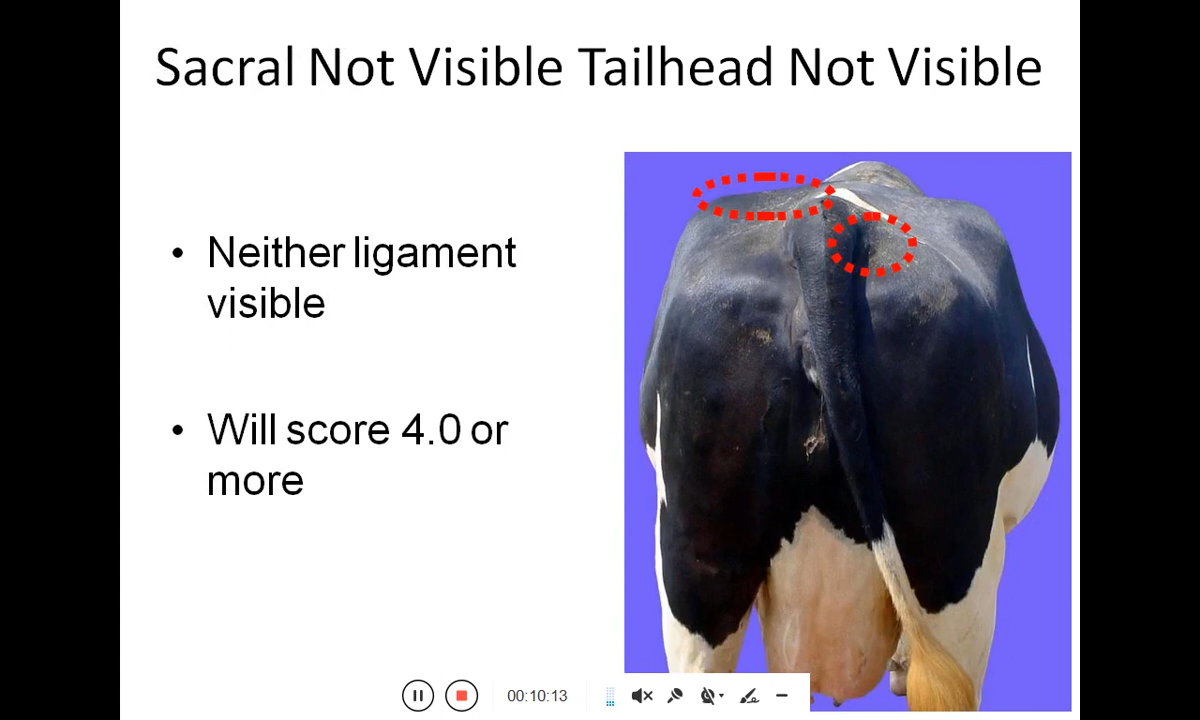 Sacral Not Visible Tailhead Not Visible
• Neither ligament
visible
• Will score 4.0 or
more
00:10:13